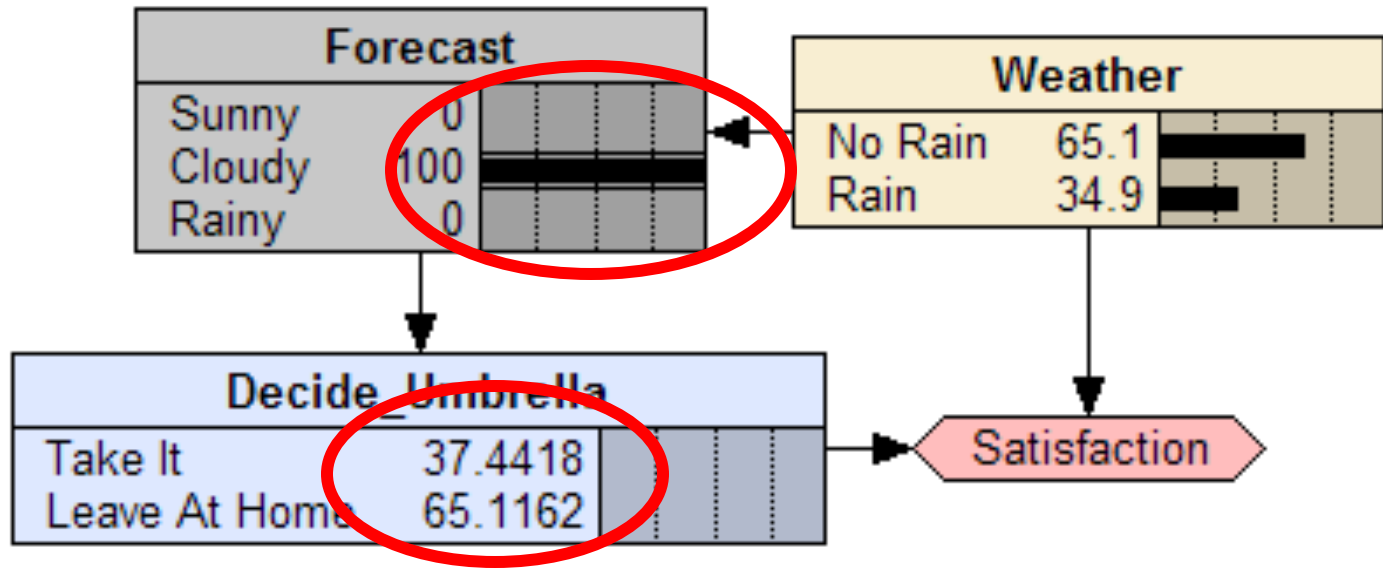 Forecast
Sunny 0
Cloudy 100
Rainy 0
Weather
No Rain 65.1
Rain 34.9
Decide_Umbrella
Take It 37.4418
Leave At Home 65.1162
Satisfaction